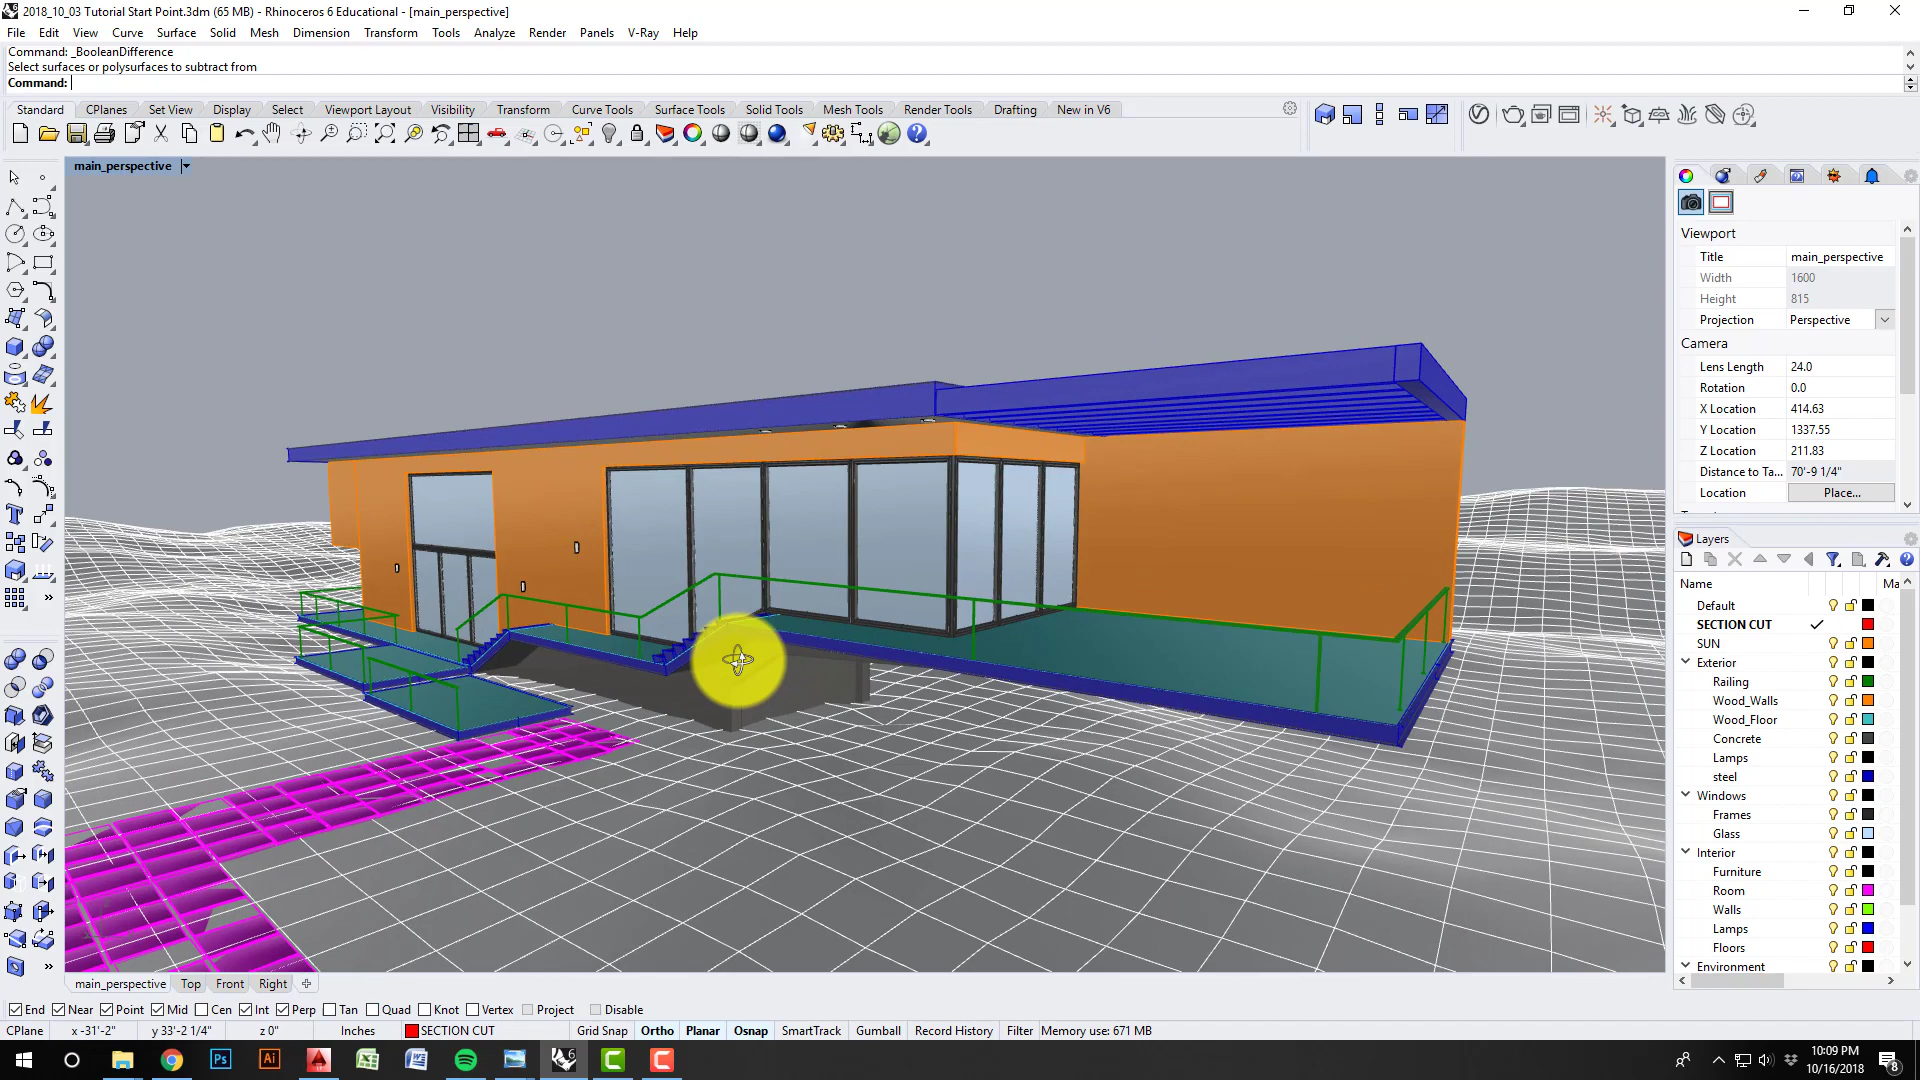 2018_10_03 Tutorial Start Point.3dm (65 MB) - Rhinoceros 6 Educational - [main_perspective]
File Edit View Curve Surface Solid Mesh Dimension Transform Tools Analyze Render Panels V-Ray Help
Command: _BooleanDifference
Select surfaces or polysurfaces to subtract from
Command:
Standard CPlanes Set View Display Select Viewport Layout Visibility Transform Curve Tools Surface Tools Solid Tools Mesh Tools Render Tools Drafting New in V6
main_perspective
Viewport
Title main_perspective
Width 1600
Height 815
Projection Perspective
Camera
Lens Length 24.0
Rotation 0.0
X Location 414.63
Y Location 1337.55
Z Location 211.83
Distance to Ta... 70'-9 1/4"
Location Place...
Layers
Name Ma
Default
SECTION CUT
SUN
Exterior
Railing
Wood_Walls
Wood_Floor
Concrete
Lamps
steel
Windows
Frames
Glass
Interior
Furniture
Room
Walls
Lamps
Floors
Environment
main_perspective Top Front Right
End Near Point Mid Cen Int Perp Tan Quad Knot Vertex Project Disable
CPlane x -31'-2" y 33'-2 1/4" z 0" Inches SECTION CUT Grid Snap Ortho Planar Osnap SmartTrack Gumball Record History Filter Memory use: 671 MB
10:09 PM
10/16/2018
8